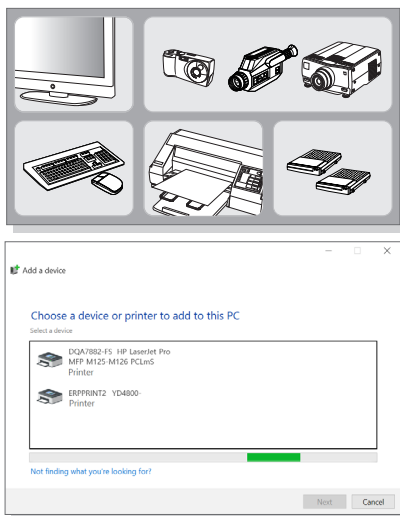 Add a device
Choose a device or printer to add to this PC
Select a device
DQA7882-F5 HP LaserJet Pro
MFP M125-M126 PCLmS
Printer
ERPPRINT2 YD4800-
Printer
Not finding what you're looking for?
Next
Cancel